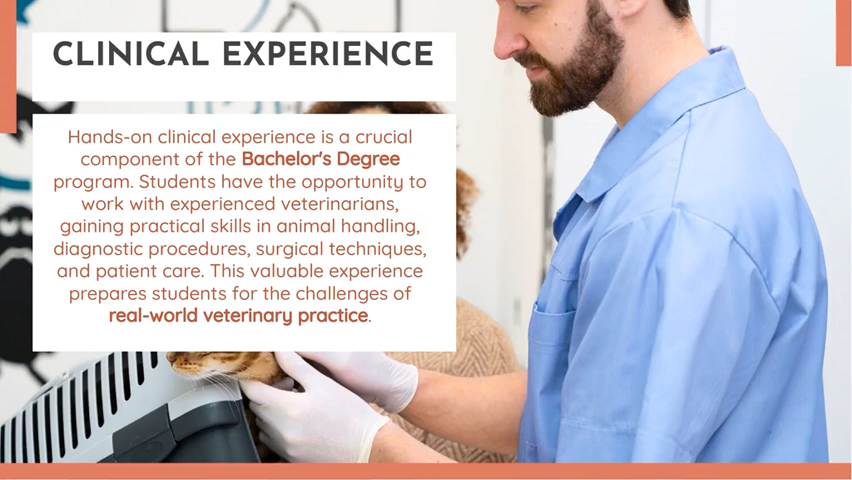 CLINICAL EXPERIENCE
Hands-on clinical experience is a crucial
component of the Bachelor's Degree
program. Students have the opportunity to
work with experienced veterinarians,
gaining practical skills in animal handling,
diagnostic procedures, surgical techniques,
and patient care. This valuable experience
prepares students for the challenges of
real-world veterinary practice.